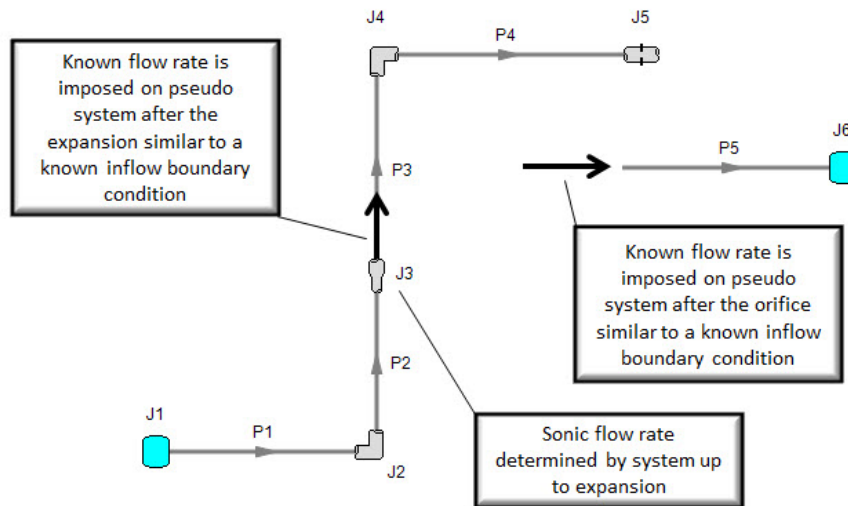 J4
J5
P4
Known flow rate is
imposed on pseudo
system after the
expansion similar to a
known inflow boundary
condition
J6
P5
P3
Known flow rate is
imposed on pseudo
system after the orifice
similar to a known inflow
boundary condition
J3
P2
J1
P1
J2
Sonic flow rate
determined by system up
to expansion